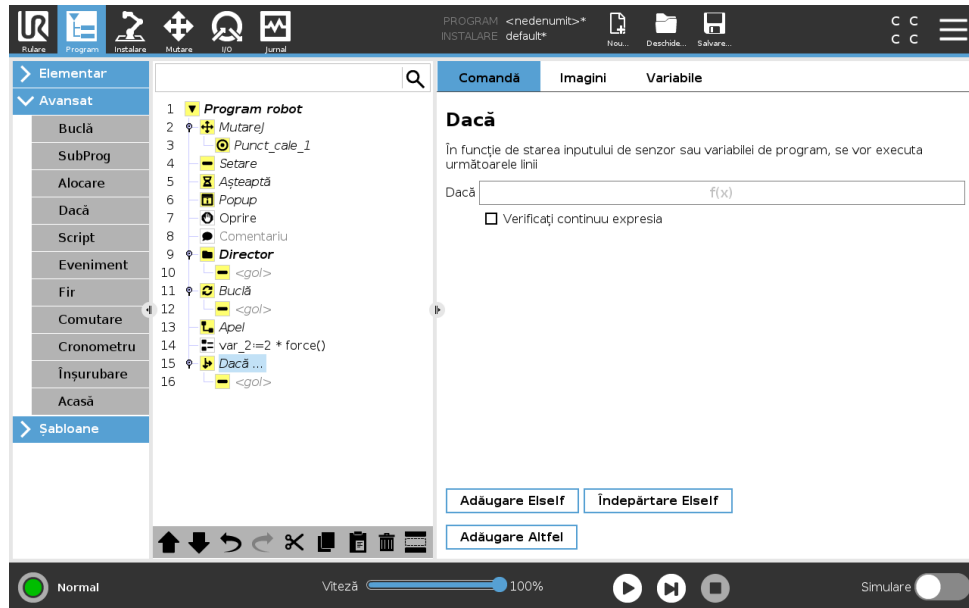 UR
Rulare
Program
Instalare
Mutare
I/O
Jurnal
PROGRAM <nedenumit>*
INSTALARE default*
Nou...
Deschide...
Salvare...
C C
C C
Elementar
Avansat
Buclă
SubProg
Alocare
Dacă
Script
Eveniment
Fir
Comutare
Cronometru
Înșurubare
Acasă
Șabloane
1 Program robot
2 MutareJ
3 Punct_cale_1
4 Setare
5 Așteaptă
6 Popup
7 Oprire
8 Comentariu
9 Director
10 <gol>
11 Buclă
12 <gol>
13 Apel
14 var_2≔2 * force()
15 Dacă ...
16 <gol>
Comandă
Imagini
Variabile
Dacă
În funcție de starea inputului de senzor sau variabilei de program, se vor executa
următoarele linii
Dacă f(x)
Verificați continuu expresia
Adăugare ElseIf
Îndepărtare ElseIf
Adăugare Altfel
Normal
Viteză 100%
Simulare